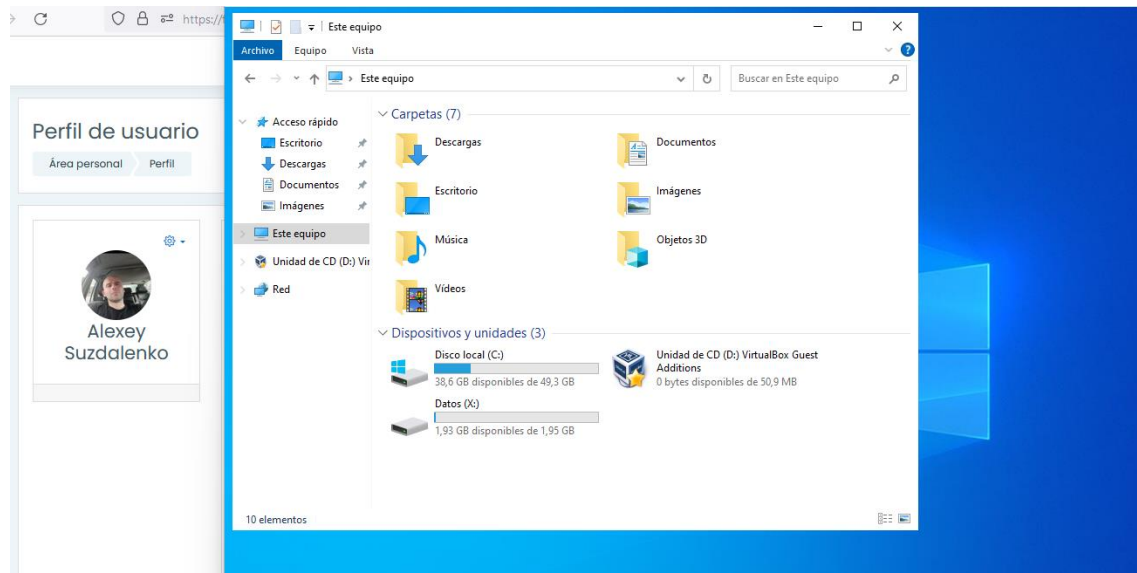 https://
Perfil de usuario
Área personal Perfil
Alexey
Suzdalenko
Este equipo
Archivo Equipo Vista
Este equipo
Buscar en Este equipo
Acceso rápido
Escritorio
Descargas
Documentos
Imágenes
Este equipo
Unidad de CD (D:) Vir
Red
Carpetas (7)
Descargas
Documentos
Escritorio
Imágenes
Música
Objetos 3D
Vídeos
Dispositivos y unidades (3)
Disco local (C:)
38,6 GB disponibles de 49,3 GB
Unidad de CD (D:) VirtualBox Guest
Additions
0 bytes disponibles de 50,9 MB
Datos (X:)
1,93 GB disponibles de 1,95 GB
10 elementos